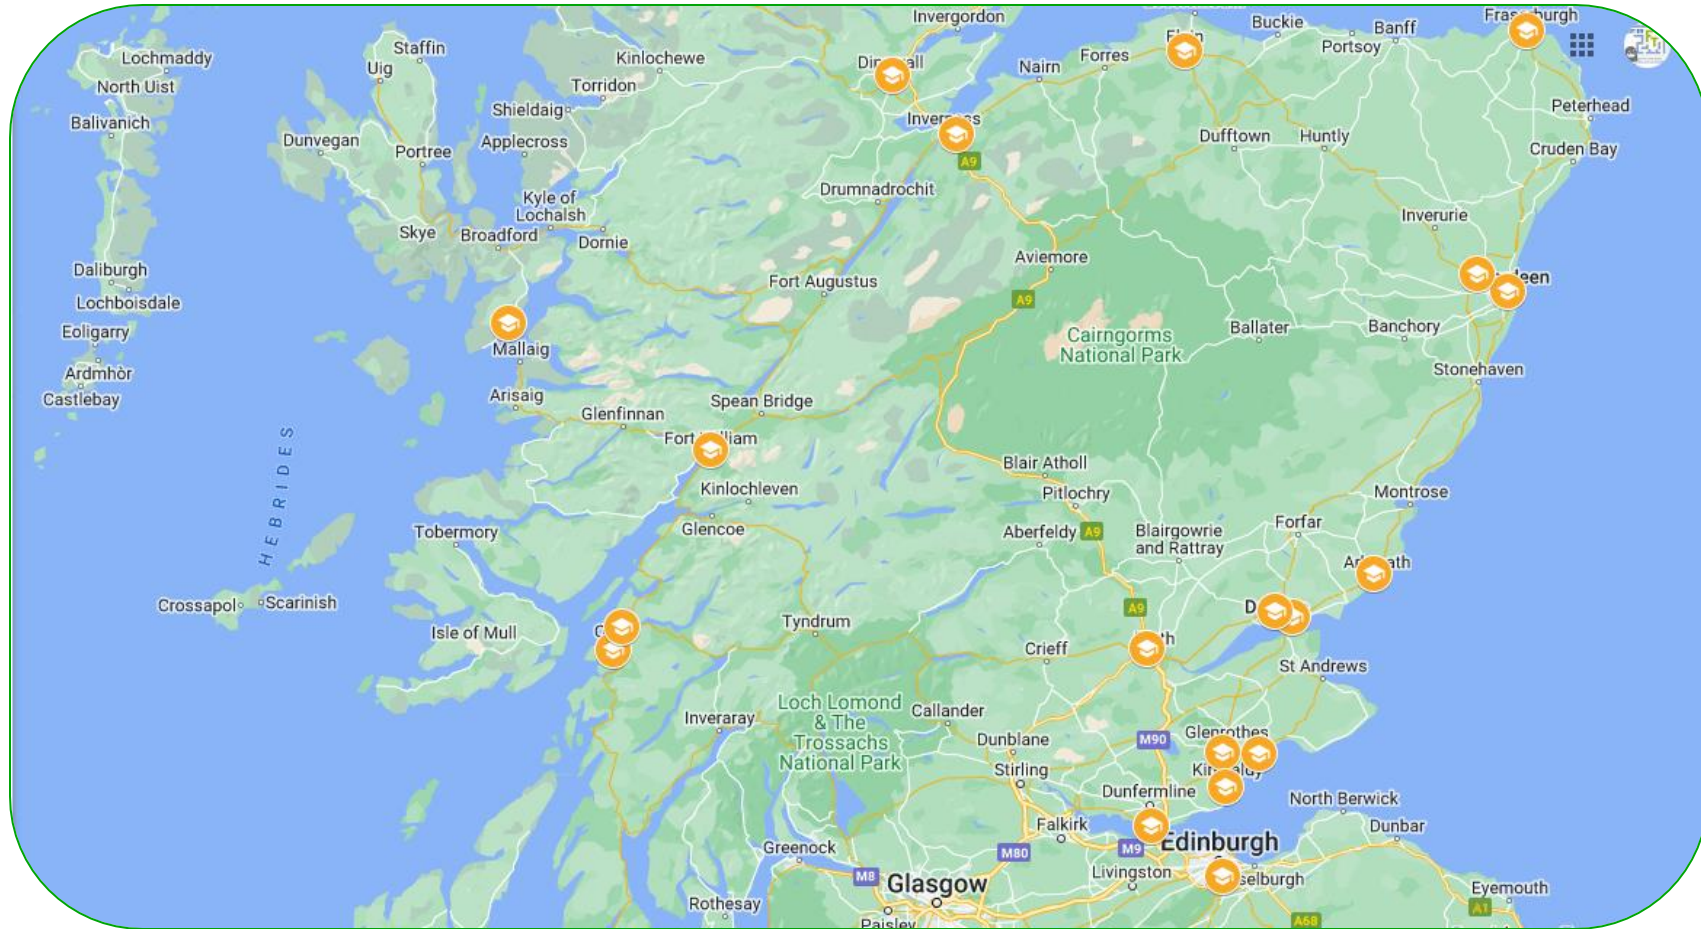 Invergordon
Buckie
Banff
Portsoy
Staffin
Uig
Lochmaddy
North Uist
Kinlochewe
Torridon
Nairn
Forres
Shieldaig
Peterhead
Balivanich
Dunvegan
Portree
Applecross
Dufftown
Huntly
Cruden Bay
A9
Drumnadrochit
Kyle of
Lochalsh
Inverurie
Skye
Broadford
Dornie
Aviemore
Daliburgh
Lochboisdale
Fort Augustus
A9
Eoligarry
Cairngorms
National Park
Ballater
Banchory
Mallaig
Ardmhòr
Castlebay
Stonehaven
Arisaig
Spean Bridge
Glenfinnan
HEBRIDES
Blair Atholl
Kinlochleven
Pitlochry
Montrose
Glencoe
Tobermory
Aberfeldy
A9
Blairgowrie
and Rattray
Forfar
Crossapol
Scarinish
A9
Isle of Mull
Tyndrum
Crieff
St Andrews
Loch Lomond
& The
Trossachs
National Park
Callander
Inveraray
Dunblane
M90
Glenrothes
Stirling
Dunfermline
North Berwick
Falkirk
Dunbar
Greenock
M80
M9
Edinburgh
M8
Glasgow
Livingston
Eyemouth
Rothesay
A1
A68
Paisley